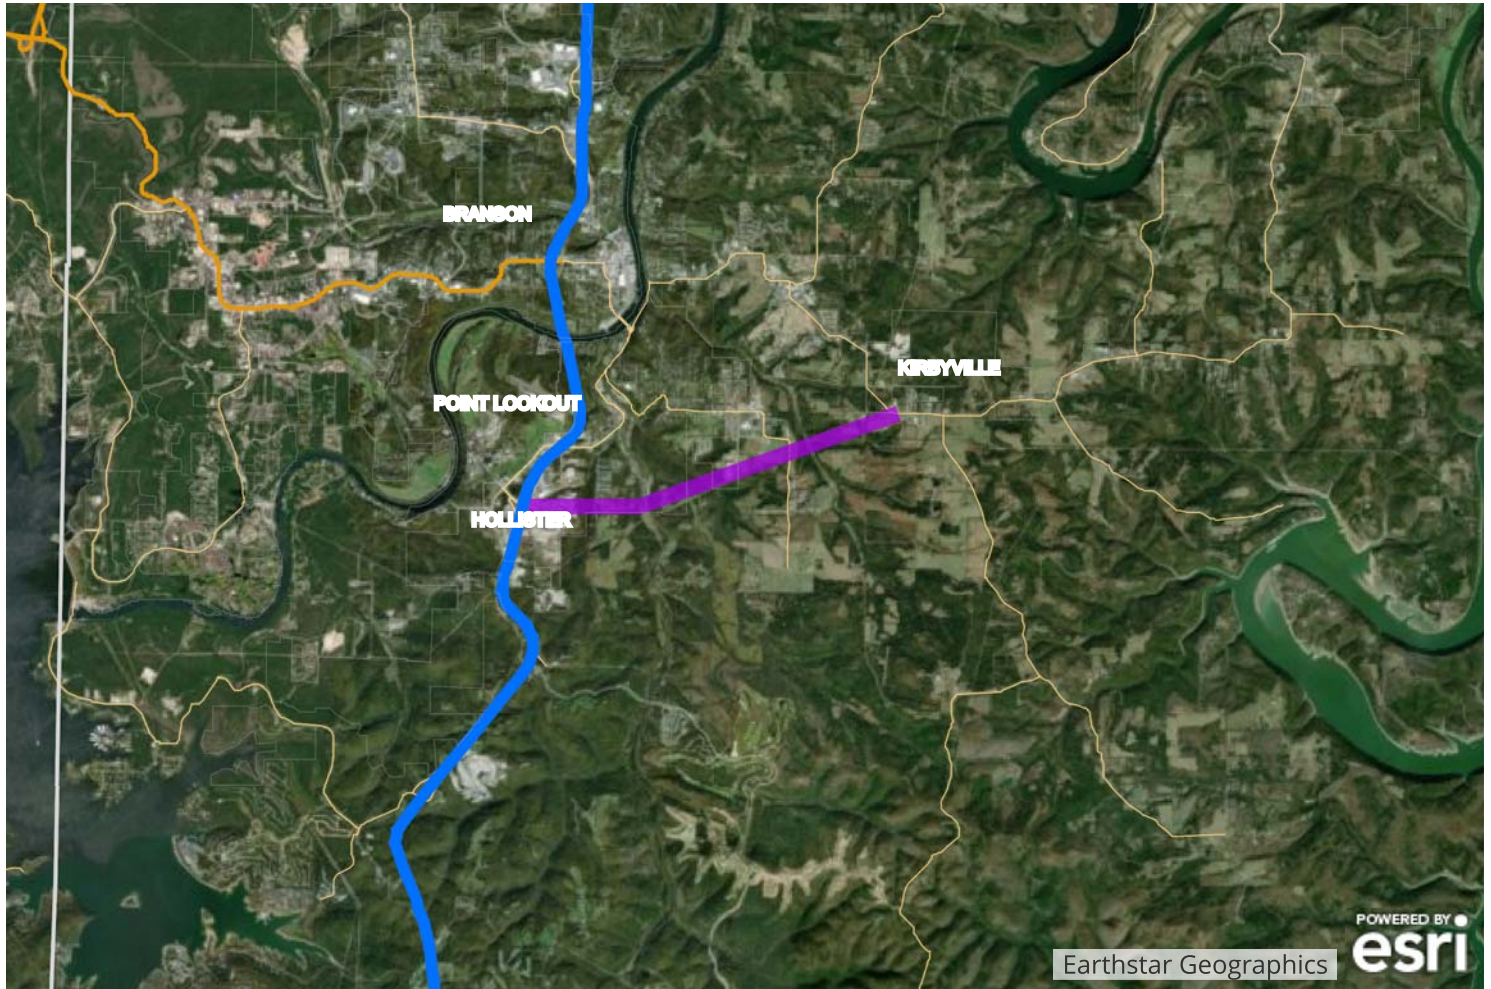 BRANSON
KIRBYVILLE
POINT LOOKOUT
HOLLISTER
POWERED BY
esri
Earthstar Geographics